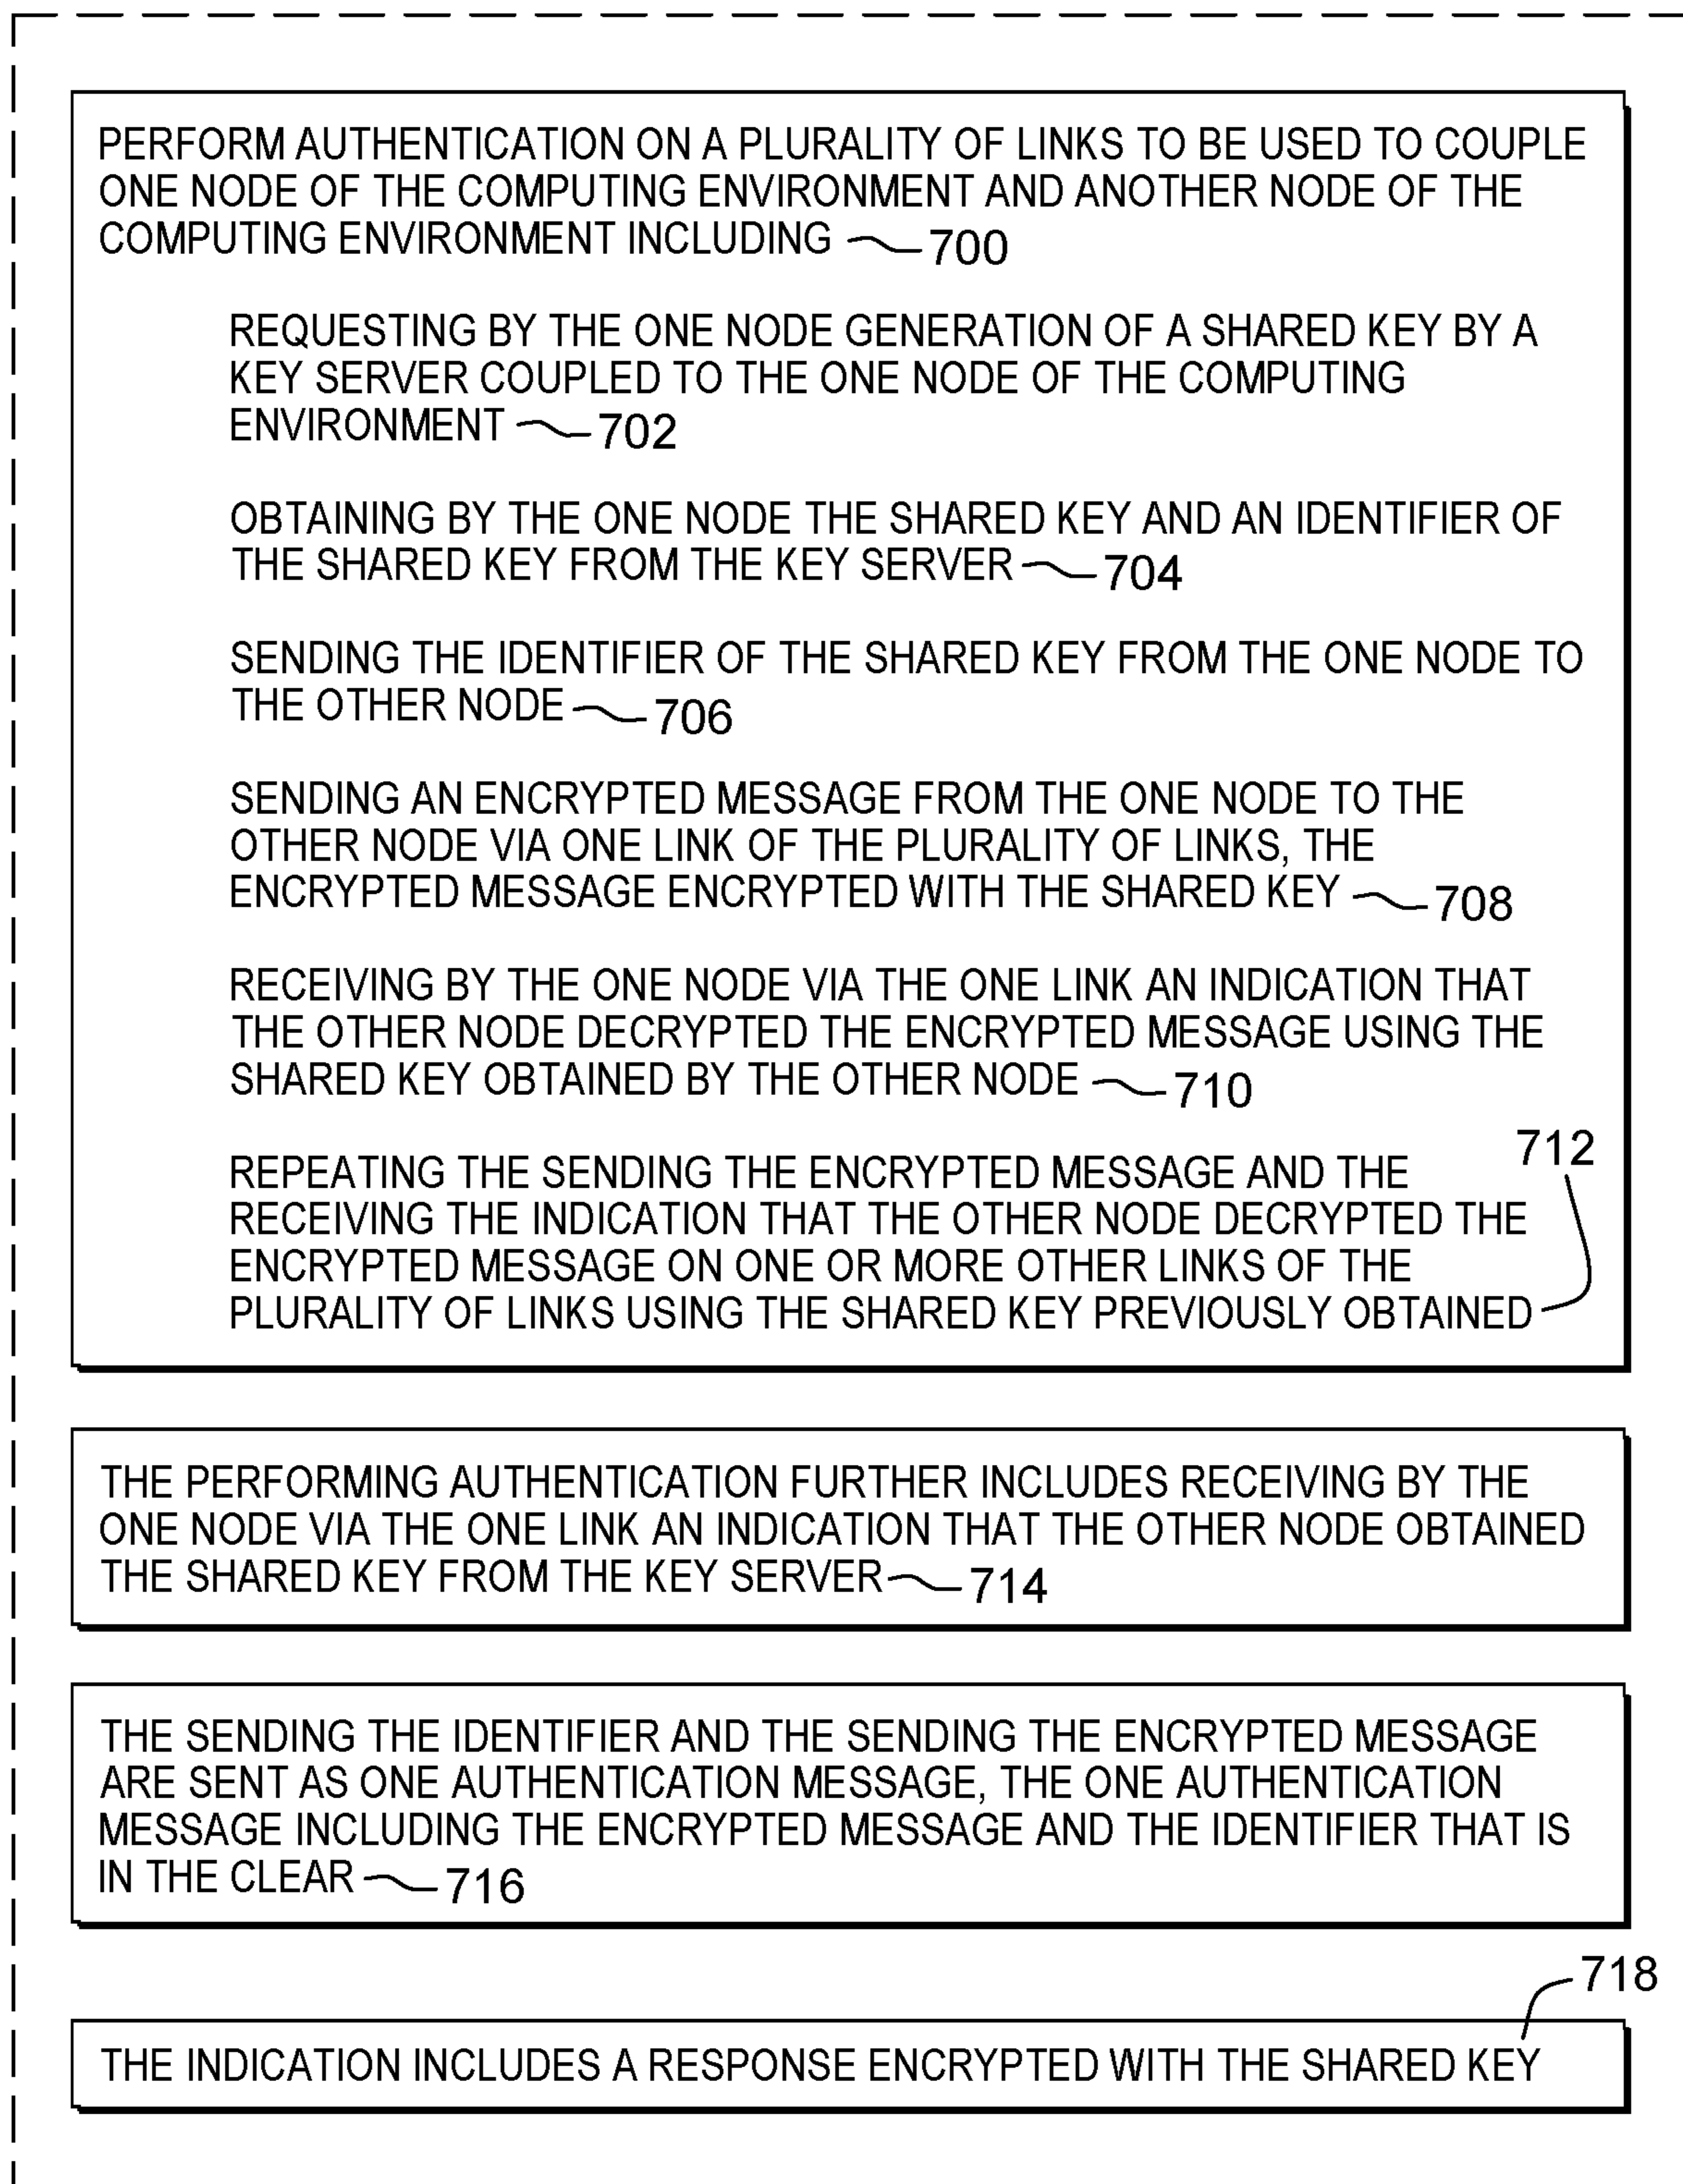 PERFORM AUTHENTICATION ON A PLURALITY OF LINKS TO BE USED TO COUPLE
ONE NODE OF THE COMPUTING ENVIRONMENT AND ANOTHER NODE OF THE
COMPUTING ENVIRONMENT INCLUDING 700
REQUESTING BY THE ONE NODE GENERATION OF A SHARED KEY BY A
KEY SERVER COUPLED TO THE ONE NODE OF THE COMPUTING
ENVIRONMENT 702
OBTAINING BY THE ONE NODE THE SHARED KEY AND AN IDENTIFIER OF
THE SHARED KEY FROM THE KEY SERVER 704
SENDING THE IDENTIFIER OF THE SHARED KEY FROM THE ONE NODE TO
THE OTHER NODE 706
SENDING AN ENCRYPTED MESSAGE FROM THE ONE NODE TO THE
OTHER NODE VIA ONE LINK OF THE PLURALITY OF LINKS, THE
ENCRYPTED MESSAGE ENCRYPTED WITH THE SHARED KEY 708
RECEIVING BY THE ONE NODE VIA THE ONE LINK AN INDICATION THAT
THE OTHER NODE DECRYPTED THE ENCRYPTED MESSAGE USING THE
SHARED KEY OBTAINED BY THE OTHER NODE 710
712
REPEATING THE SENDING THE ENCRYPTED MESSAGE AND THE
RECEIVING THE INDICATION THAT THE OTHER NODE DECRYPTED THE
ENCRYPTED MESSAGE ON ONE OR MORE OTHER LINKS OF THE
PLURALITY OF LINKS USING THE SHARED KEY PREVIOUSLY OBTAINED
THE PERFORMING AUTHENTICATION FURTHER INCLUDES RECEIVING BY THE
ONE NODE VIA THE ONE LINK AN INDICATION THAT THE OTHER NODE OBTAINED
THE SHARED KEY FROM THE KEY SERVER 714
THE SENDING THE IDENTIFIER AND THE SENDING THE ENCRYPTED MESSAGE
ARE SENT AS ONE AUTHENTICATION MESSAGE, THE ONE AUTHENTICATION
MESSAGE INCLUDING THE ENCRYPTED MESSAGE AND THE IDENTIFIER THAT IS
IN THE CLEAR 716
718
THE INDICATION INCLUDES A RESPONSE ENCRYPTED WITH THE SHARED KEY